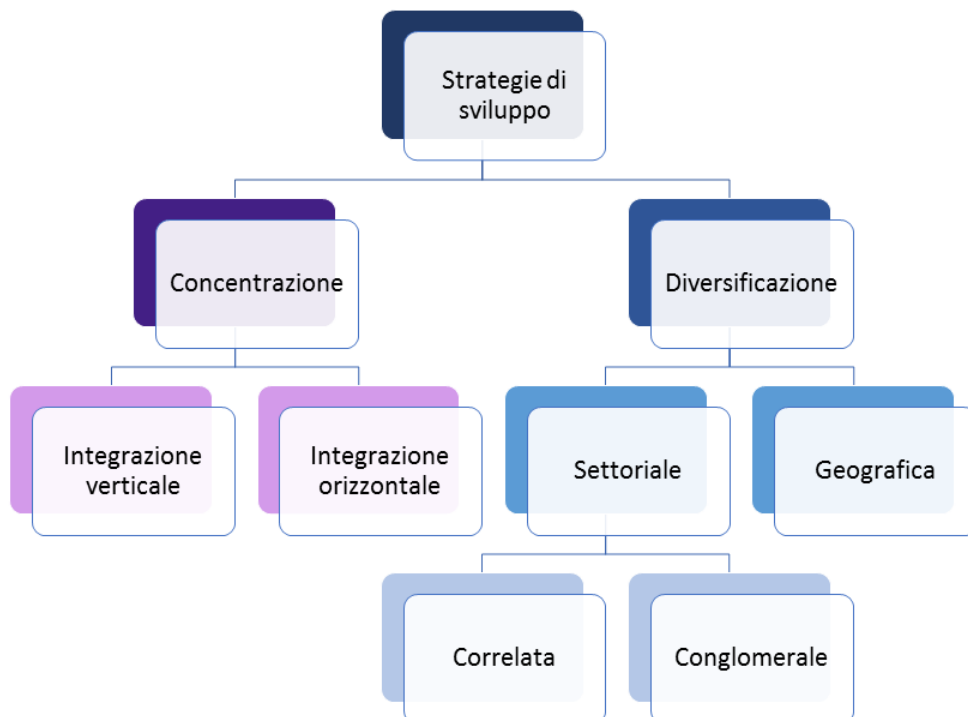 Strategie di
sviluppo
Concentrazione
Diversificazione
Integrazione
verticale
Integrazione
orizzontale
Settoriale
Geografica
Correlata
Conglomerale